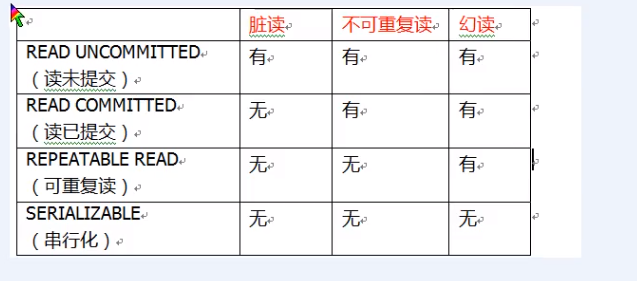 脏读 不可重复读 幻读
READ UNCOMMITTED 有 有 有
（读未提交）
READ COMMITTED 无 有 有
（读已提交）
REPEATABLE READ 无 无 有
（可重复读）
SERIALIZABLE 无 无 无
（串行化）